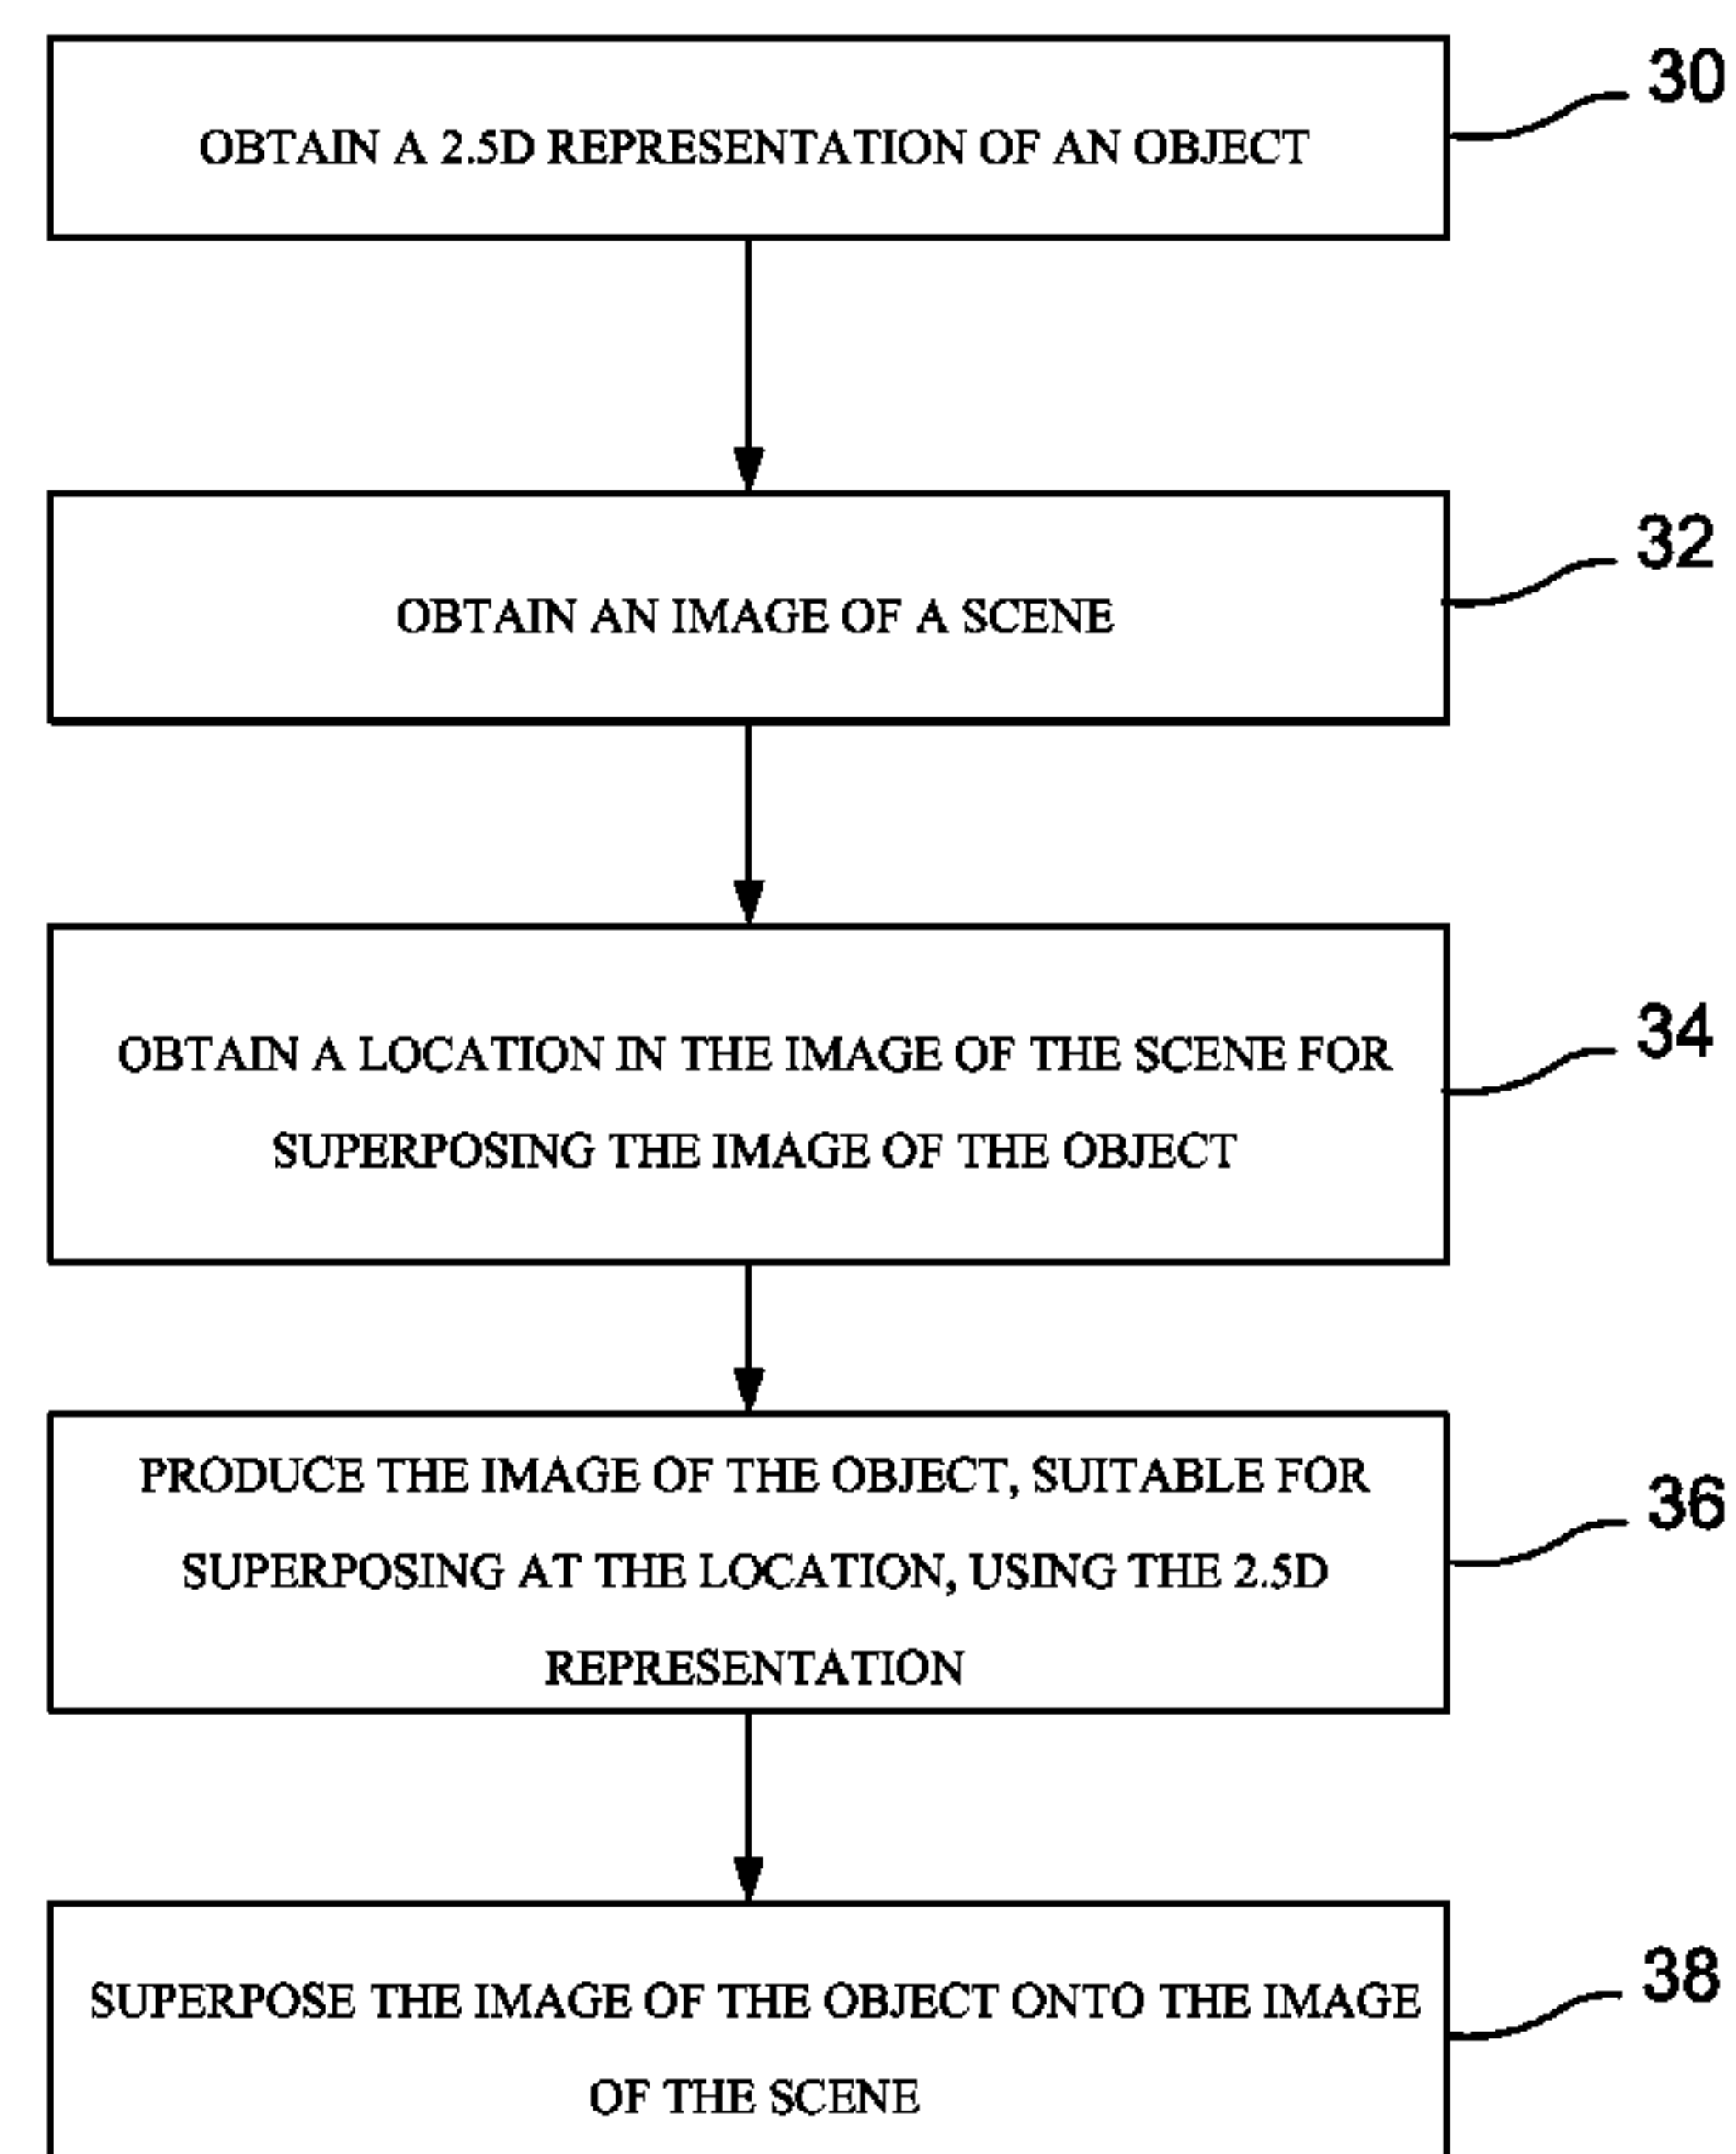 30
OBTAIN A 2.5D REPRESENTATION OF AN OBJECT
32
OBTAIN AN IMAGE OF A SCENE
34
OBTAIN A LOCATION IN THE IMAGE OF THE SCENE FOR
SUPERPOSING THE IMAGE OF THE OBJECT
36
PRODUCE THE IMAGE OF THE OBJECT, SUITABLE FOR
SUPERPOSING AT THE LOCATION, USING THE 2.5D
REPRESENTATION
38
SUPERPOSE THE IMAGE OF THE OBJECT ONTO THE IMAGE
OF THE SCENE